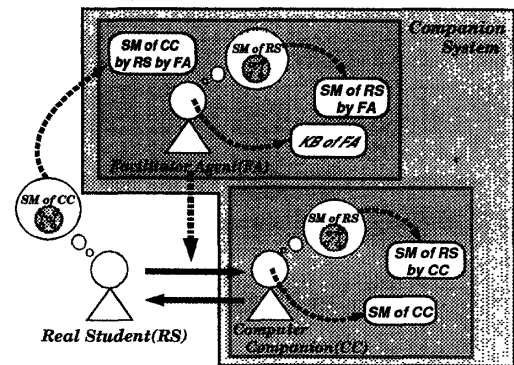 Companion
System
SM of CC
by RS by FA
SM of RS
SM of RS
by FA
KB of FA
Facilitator Agent(FA)
SM of CC
SM of RS
SM of RS
by CC
SM of CC
Real Student(RS)
Computer
Companion(CC)